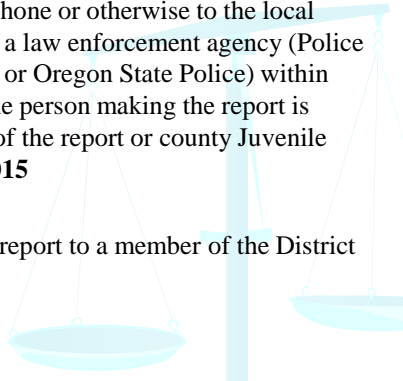 hone or otherwise to the local
a law enforcement agency (Police
or Oregon State Police) within
e person making the report is
of the report or county Juvenile
015
report to a member of the District